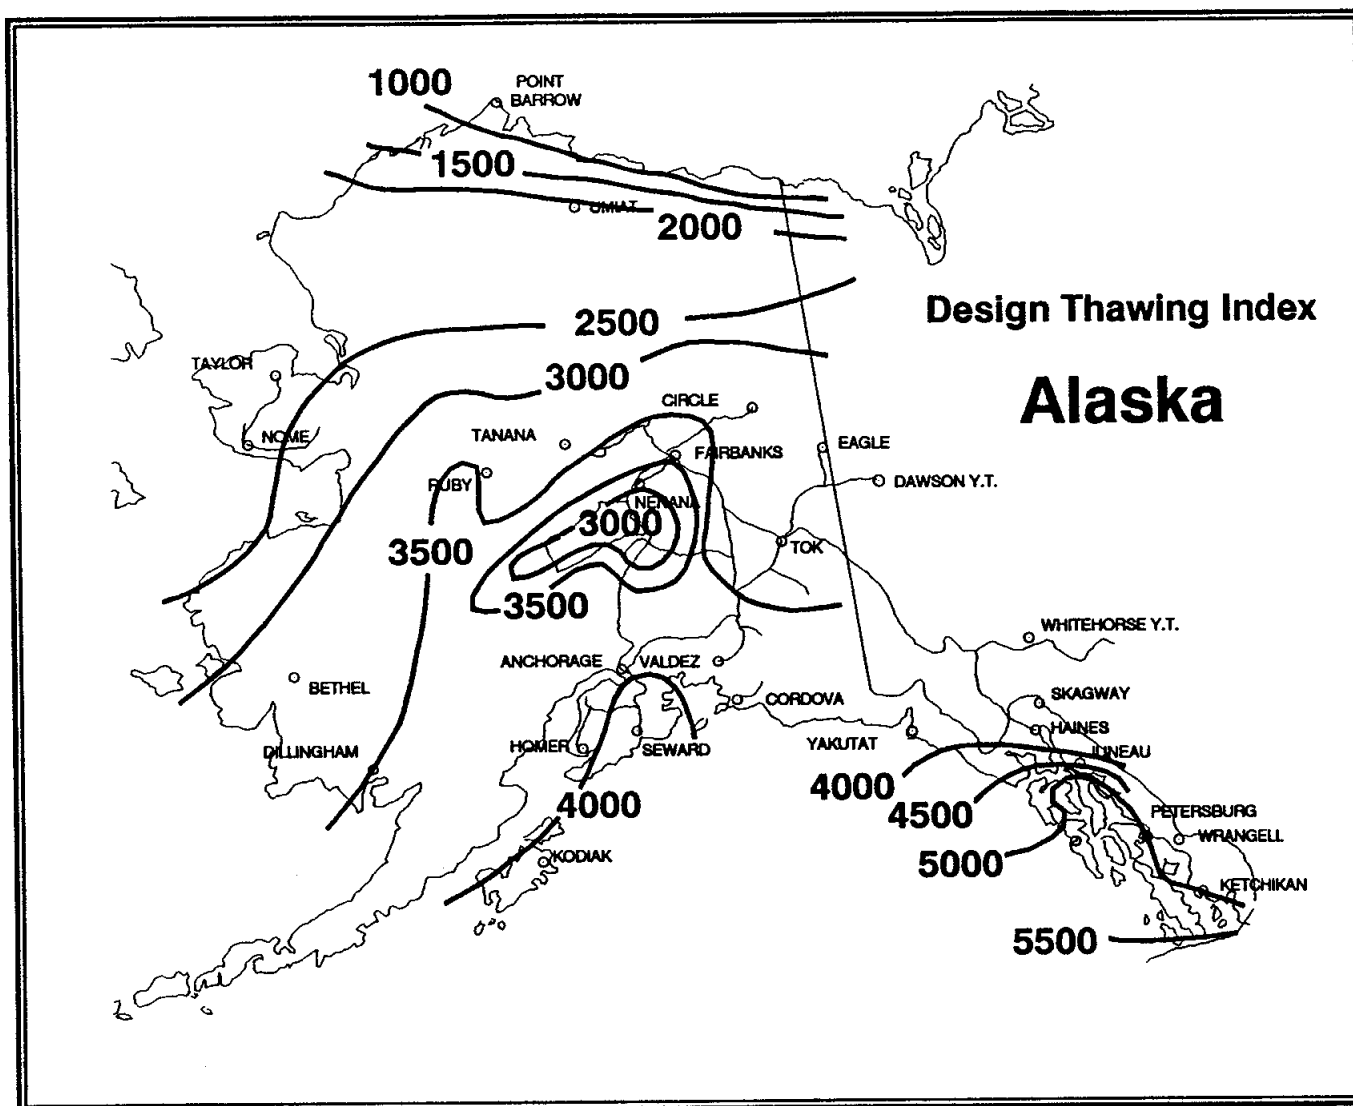 1000
POINT
BARROW
1500
UMIAT
2000
Design Thawing Index
2500
TAYLOR
3000
Alaska
CIRCLE
NOME
TANANA
FAIRBANKS
EAGLE
RUBY
DAWSON Y.T.
NENANA
3000
3500
TOK
3500
WHITEHORSE Y.T.
ANCHORAGE
VALDEZ
BETHEL
CORDOVA
SKAGWAY
HAINES
DILLINGHAM
HOMER
SEWARD
YAKUTAT
JUNEAU
4000
4000
4500
PETERSBURG
WRANGELL
KODIAK
5000
KETCHIKAN
5500